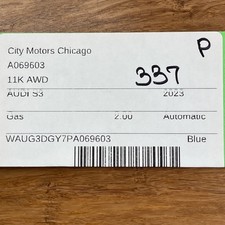 City Motors Chicago P
A069603
11K AWD 337
AUDI S3 2023
Gas 2.00 Automatic
WAUG3DGY7PA069603 Blue